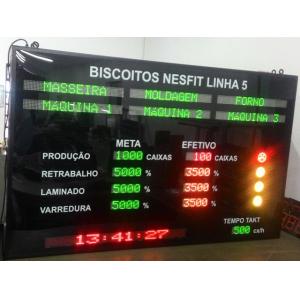 BISCOITOS NESFIT LINHA 5
MASSEIRA MOLDAGEM FORNO
MAQUINA 1 MAQUINA 2 MAQUINA 3
META EFETIVO
PRODUÇÃO 1000 CAIXAS 100 CAIXAS
RETRABALHO 5000 % 3500 %
LAMINADO 5000 % 3500 %
VARREDURA 5000 % 3500 %
TEMPO TAKT
13:41:27 500 cx/h